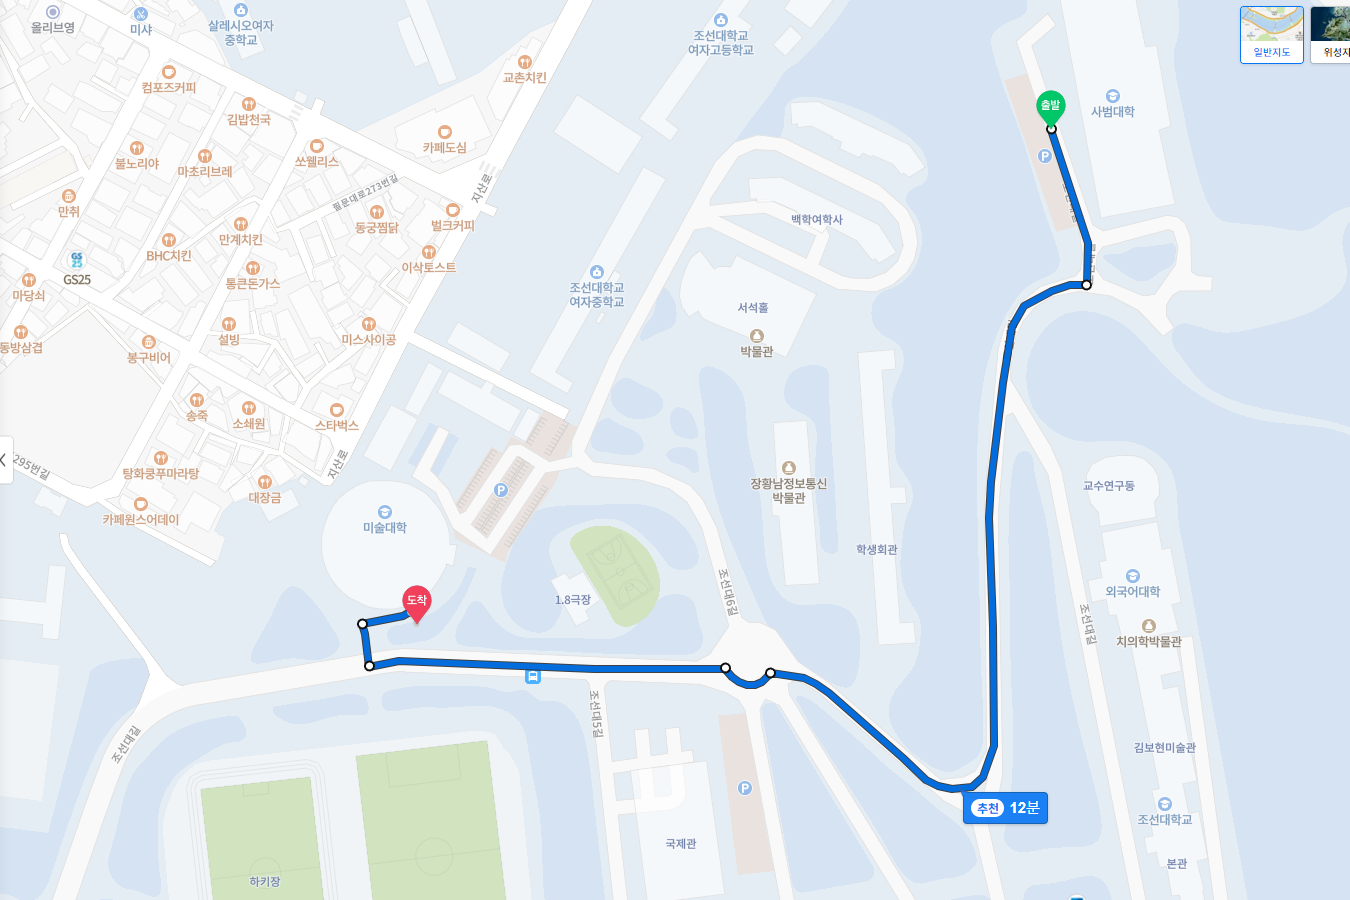 올리브영
미샤
살레시오여자
중학교
조선대학교
여자고등학교
일반지도
위성지
컴포즈커피
교촌치킨
김밥천국
출발
사범대학
카페도심
불노리야
마초리브레
쏘웰리스
P
필문대로273번길
지산로
만취
동궁찜닭
벌크커피
만계치킨
백학여학사
BHC치킨
GS
25
GS25
이삭토스트
마당쇠
통큰돈가스
조선대학교
여자중학교
서석홀
박물관
동방삼겹
봉구비어
설빙
미스사이공
송죽
소쇄원
스타벅스
295번길
탕화쿵푸마라탕
대장금
지산로
카페원스어데이
P
미술대학
장황남정보통신
박물관
교수연구동
학생회관
외국어대학
조선대6길
1.8극장
도착
조선대길
치의학박물관
조선대5길
조선대길
김보현미술관
P
추천 12분
조선대학교
국제관
본관
하키장